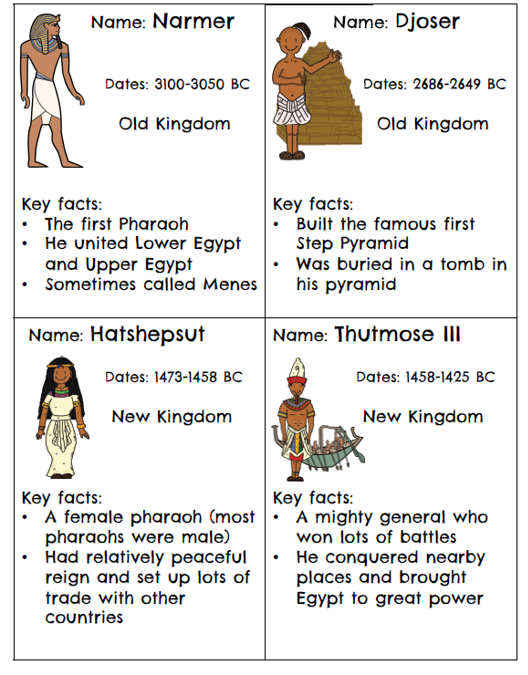 Name: Narmer
Dates: 3100-3050 BC
Old Kingdom
Key facts:
• The first Pharaoh
• He united Lower Egypt
and Upper Egypt
• Sometimes called Menes
Name: Djoser
Dates: 2686-2649 BC
Old Kingdom
Key facts:
• Built the famous first
Step Pyramid
• Was buried in a tomb in
his pyramid
Name: Hatshepsut
Dates: 1473-1458 BC
New Kingdom
Key facts:
• A female pharaoh (most
pharaohs were male)
• Had relatively peaceful
reign and set up lots of
trade with other
countries
Name: Thutmose III
Dates: 1458-1425 BC
New Kingdom
Key facts:
• A mighty general who
won lots of battles
• He conquered nearby
places and brought
Egypt to great power